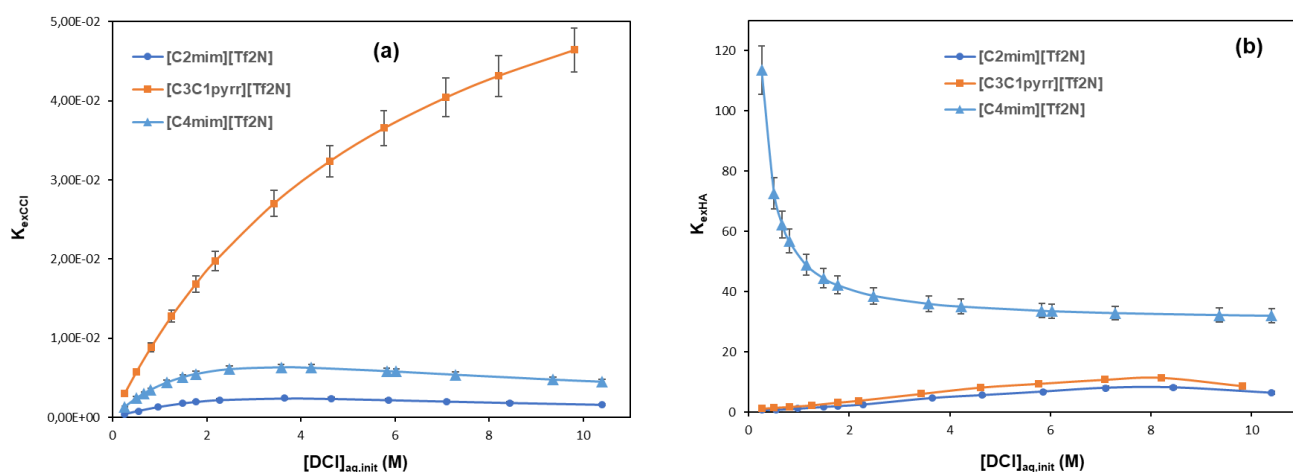 5,00E-02
4,00E-02
3,00E-02
2,00E-02
1,00E-02
0,00E+00
K_exCCl
[C2mim][Tf2N]
[C3C1pyrr][Tf2N]
[C4mim][Tf2N]
(a)
0 2 4 6 8 10
[DCl]aq,init (M)
120
100
80
60
40
20
0
K_exHA
[C2mim][Tf2N]
[C3C1pyrr][Tf2N]
[C4mim][Tf2N]
(b)
0 2 4 6 8 10
[DCl]aq,init (M)